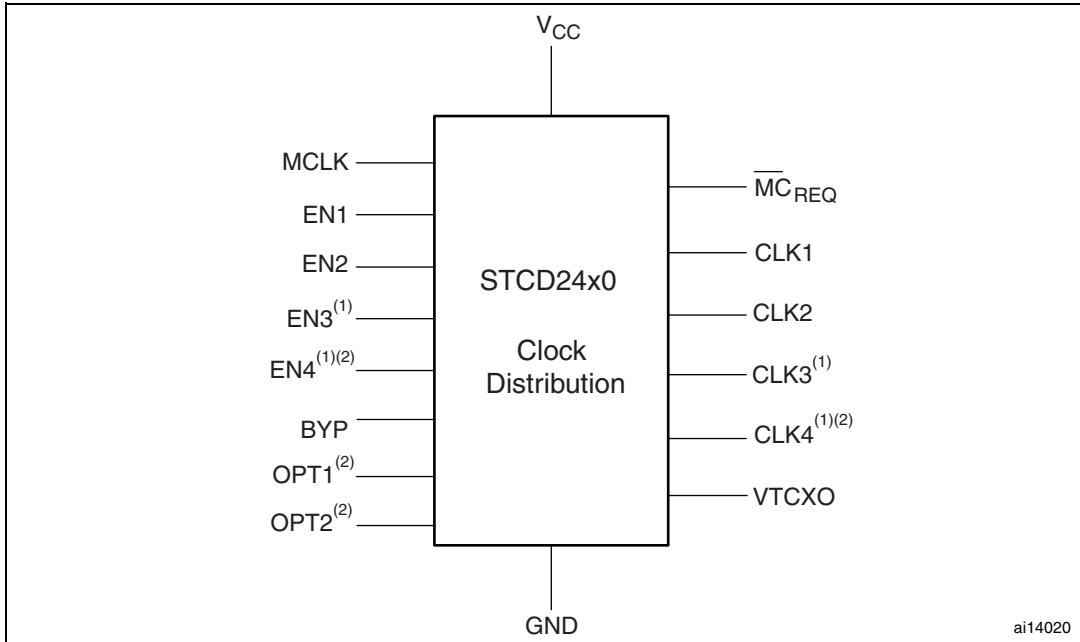 VCC
MCLK
EN1
EN2
EN3(1)
EN4(1)(2)
BYP
OPT1(2)
OPT2(2)
STCD24x0
Clock
Distribution
M̅C̅REQ
CLK1
CLK2
CLK3(1)
CLK4(1)(2)
VTCXO
GND
ai14020